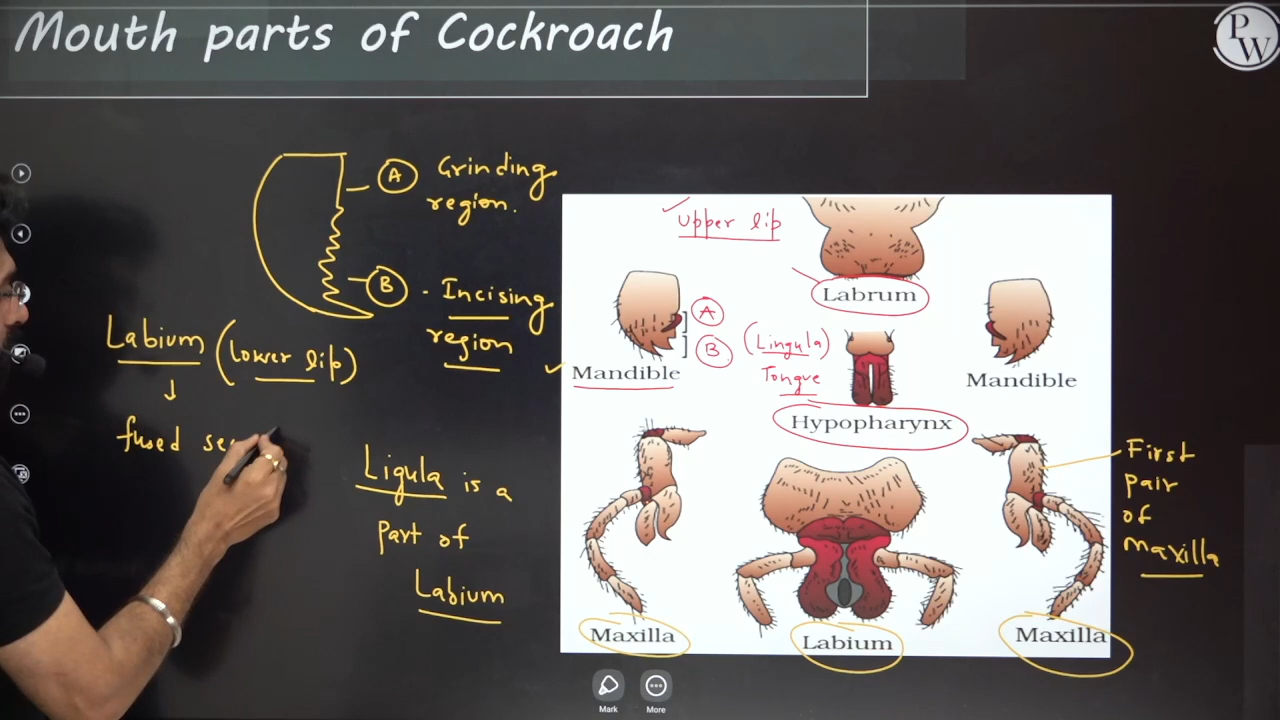 Mouth parts of Cockroach
PW
A Grinding
region.
B - Incising
region
Labium (Lower lip)
fused se
Ligula is a
part of
Labium
Upper lip
Labrum
A
B
Mandible
(Lingula)
Tongue
Hypopharynx
Mandible
First
pair
of
Maxilla
Maxilla
Labium
Maxilla
Mark
More